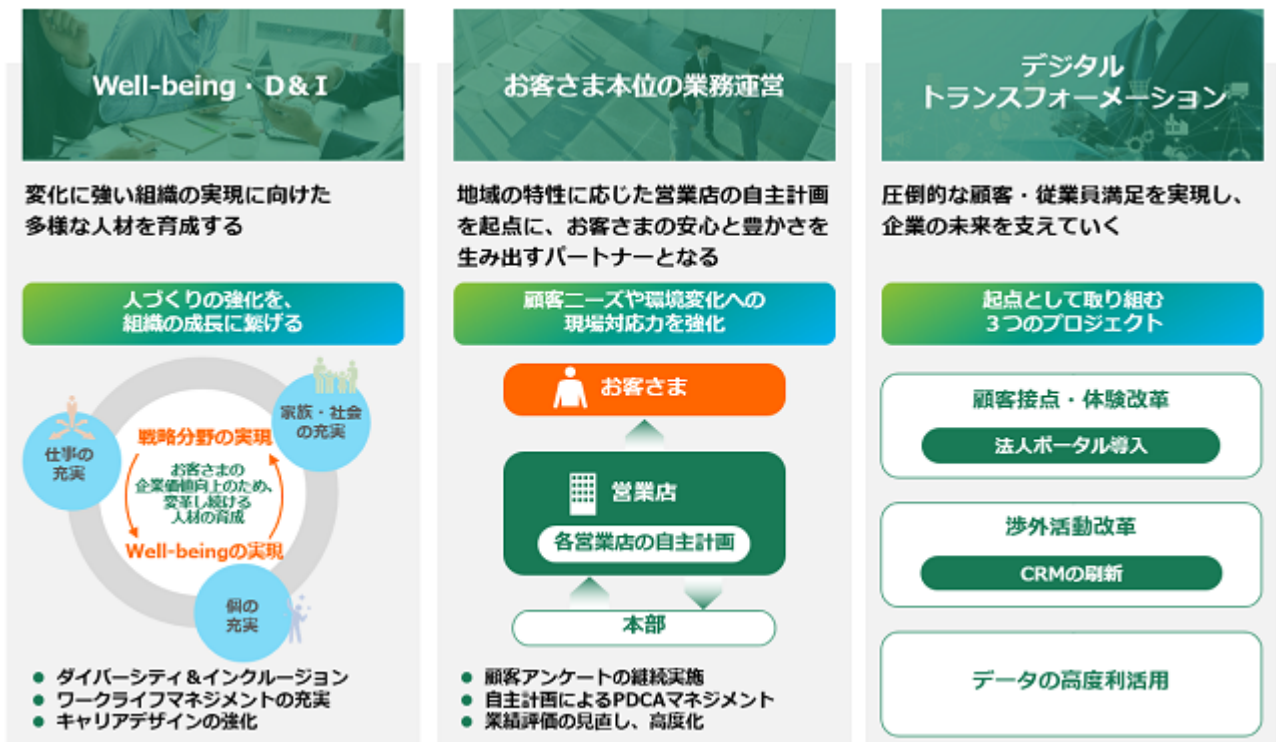 Well-being・D&I
変化に強い組織の実現に向けた
多様な人材を育成する
人づくりの強化を、
組織の成長に繋げる
家族・社会
の充実
仕事の
充実
戦略分野の実現
お客さまの
企業価値向上のため、
変革し続ける
人材の育成
Well-beingの実現
個の
充実
● ダイバーシティ&インクルージョン
● ワークライフマネジメントの充実
● キャリアデザインの強化
お客さま本位の業務運営
地域の特性に応じた営業店の自主計画
を起点に、お客さまの安心と豊かさを
生み出すパートナーとなる
顧客ニーズや環境変化への
現場対応力を強化
お客さま
営業店
各営業店の自主計画
本部
● 顧客アンケートの継続実施
● 自主計画によるPDCAマネジメント
● 業績評価の見直し、高度化
デジタル
トランスフォーメーション
圧倒的な顧客・従業員満足を実現し、
企業の未来を支えていく
起点として取り組む
3つのプロジェクト
顧客接点・体験改革
法人ポータル導入
渉外活動改革
CRMの刷新
データの高度利活用